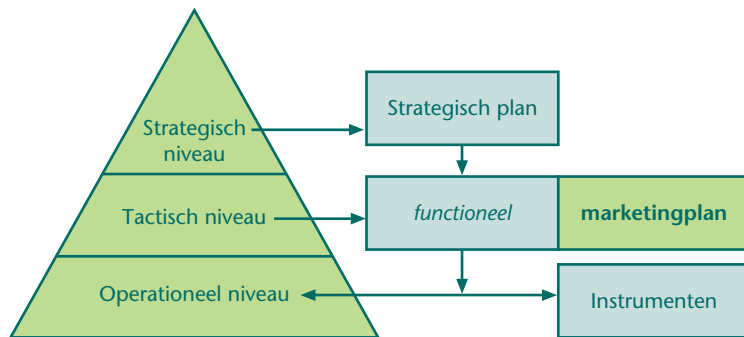 Strategisch
niveau
Strategisch plan
Tactisch niveau
functioneel
marketingplan
Operationeel niveau
Instrumenten